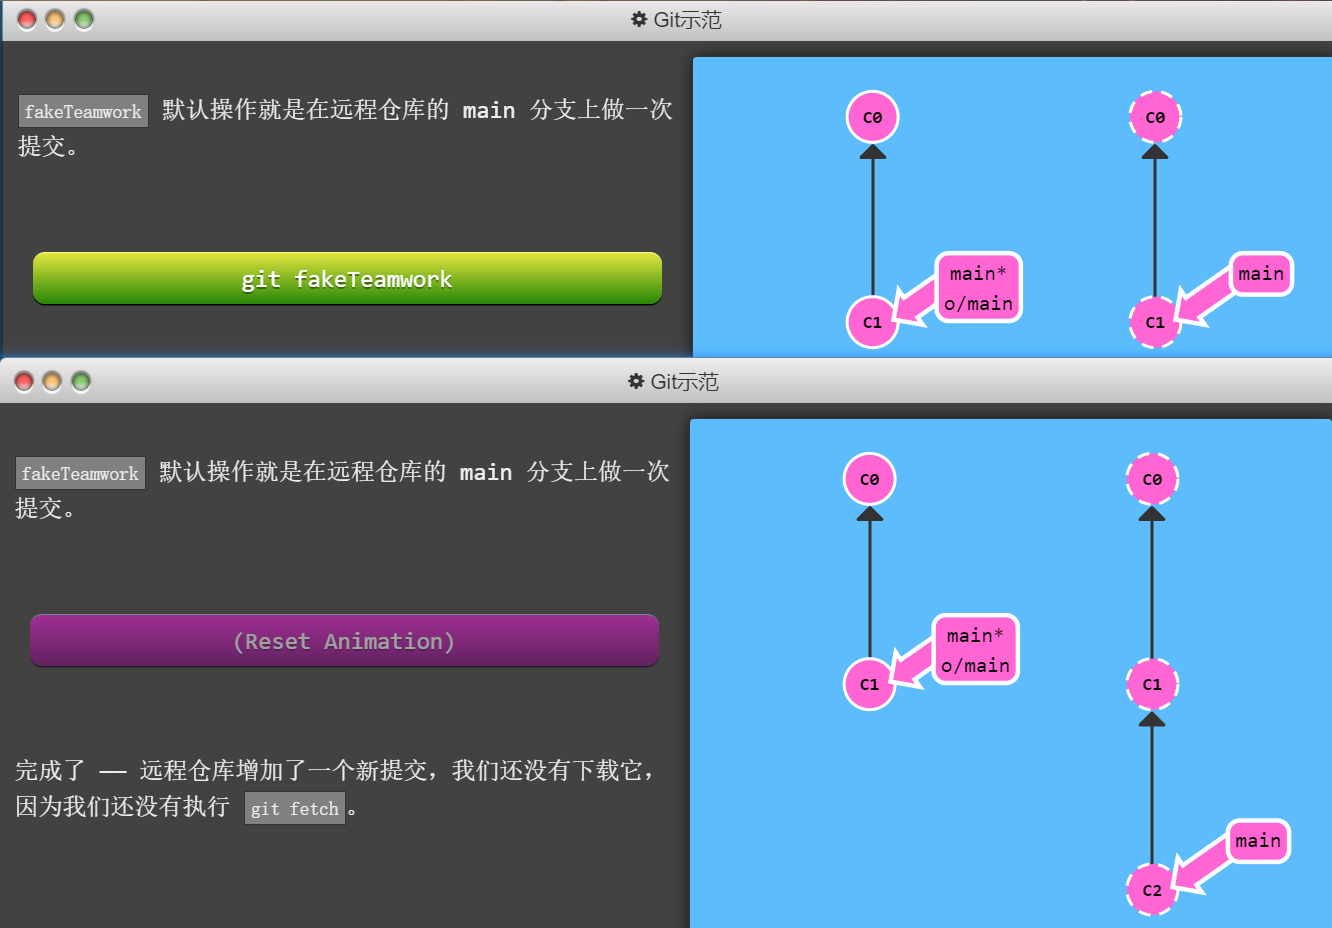 Git示范
fakeTeamwork 默认操作就是在远程仓库的 main 分支上做一次
提交。
git fakeTeamwork
C0
C0
main*
o/main
main
C1
C1
Git示范
fakeTeamwork 默认操作就是在远程仓库的 main 分支上做一次
提交。
(Reset Animation)
完成了 —— 远程仓库增加了一个新提交，我们还没有下载它，
因为我们还没有执行 git fetch。
C0
C0
main*
o/main
C1
C1
main
C2